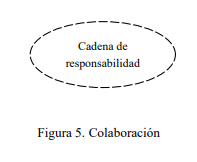 Cadena de
responsabilidad
Figura 5. Colaboración